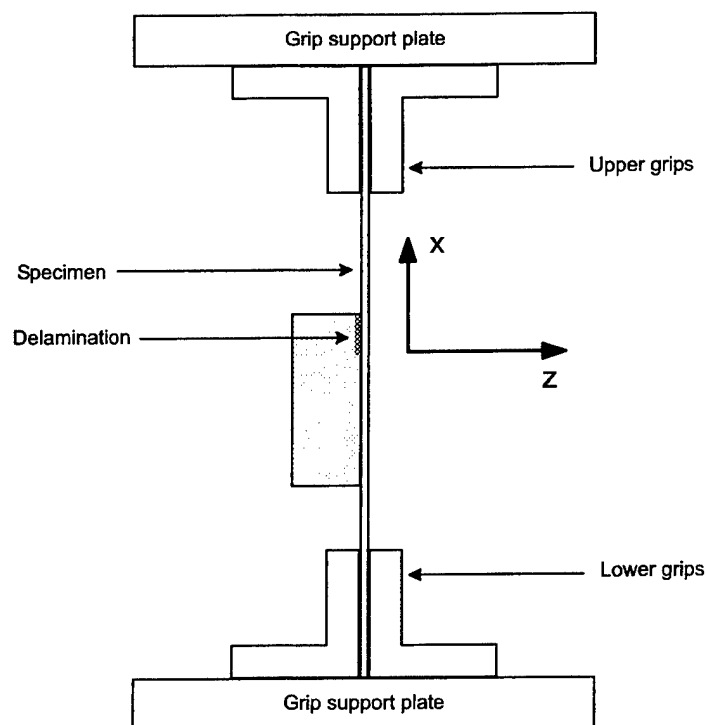 Grip support plate
Upper grips
X
Specimen
Delamination
Z
Lower grips
Grip support plate